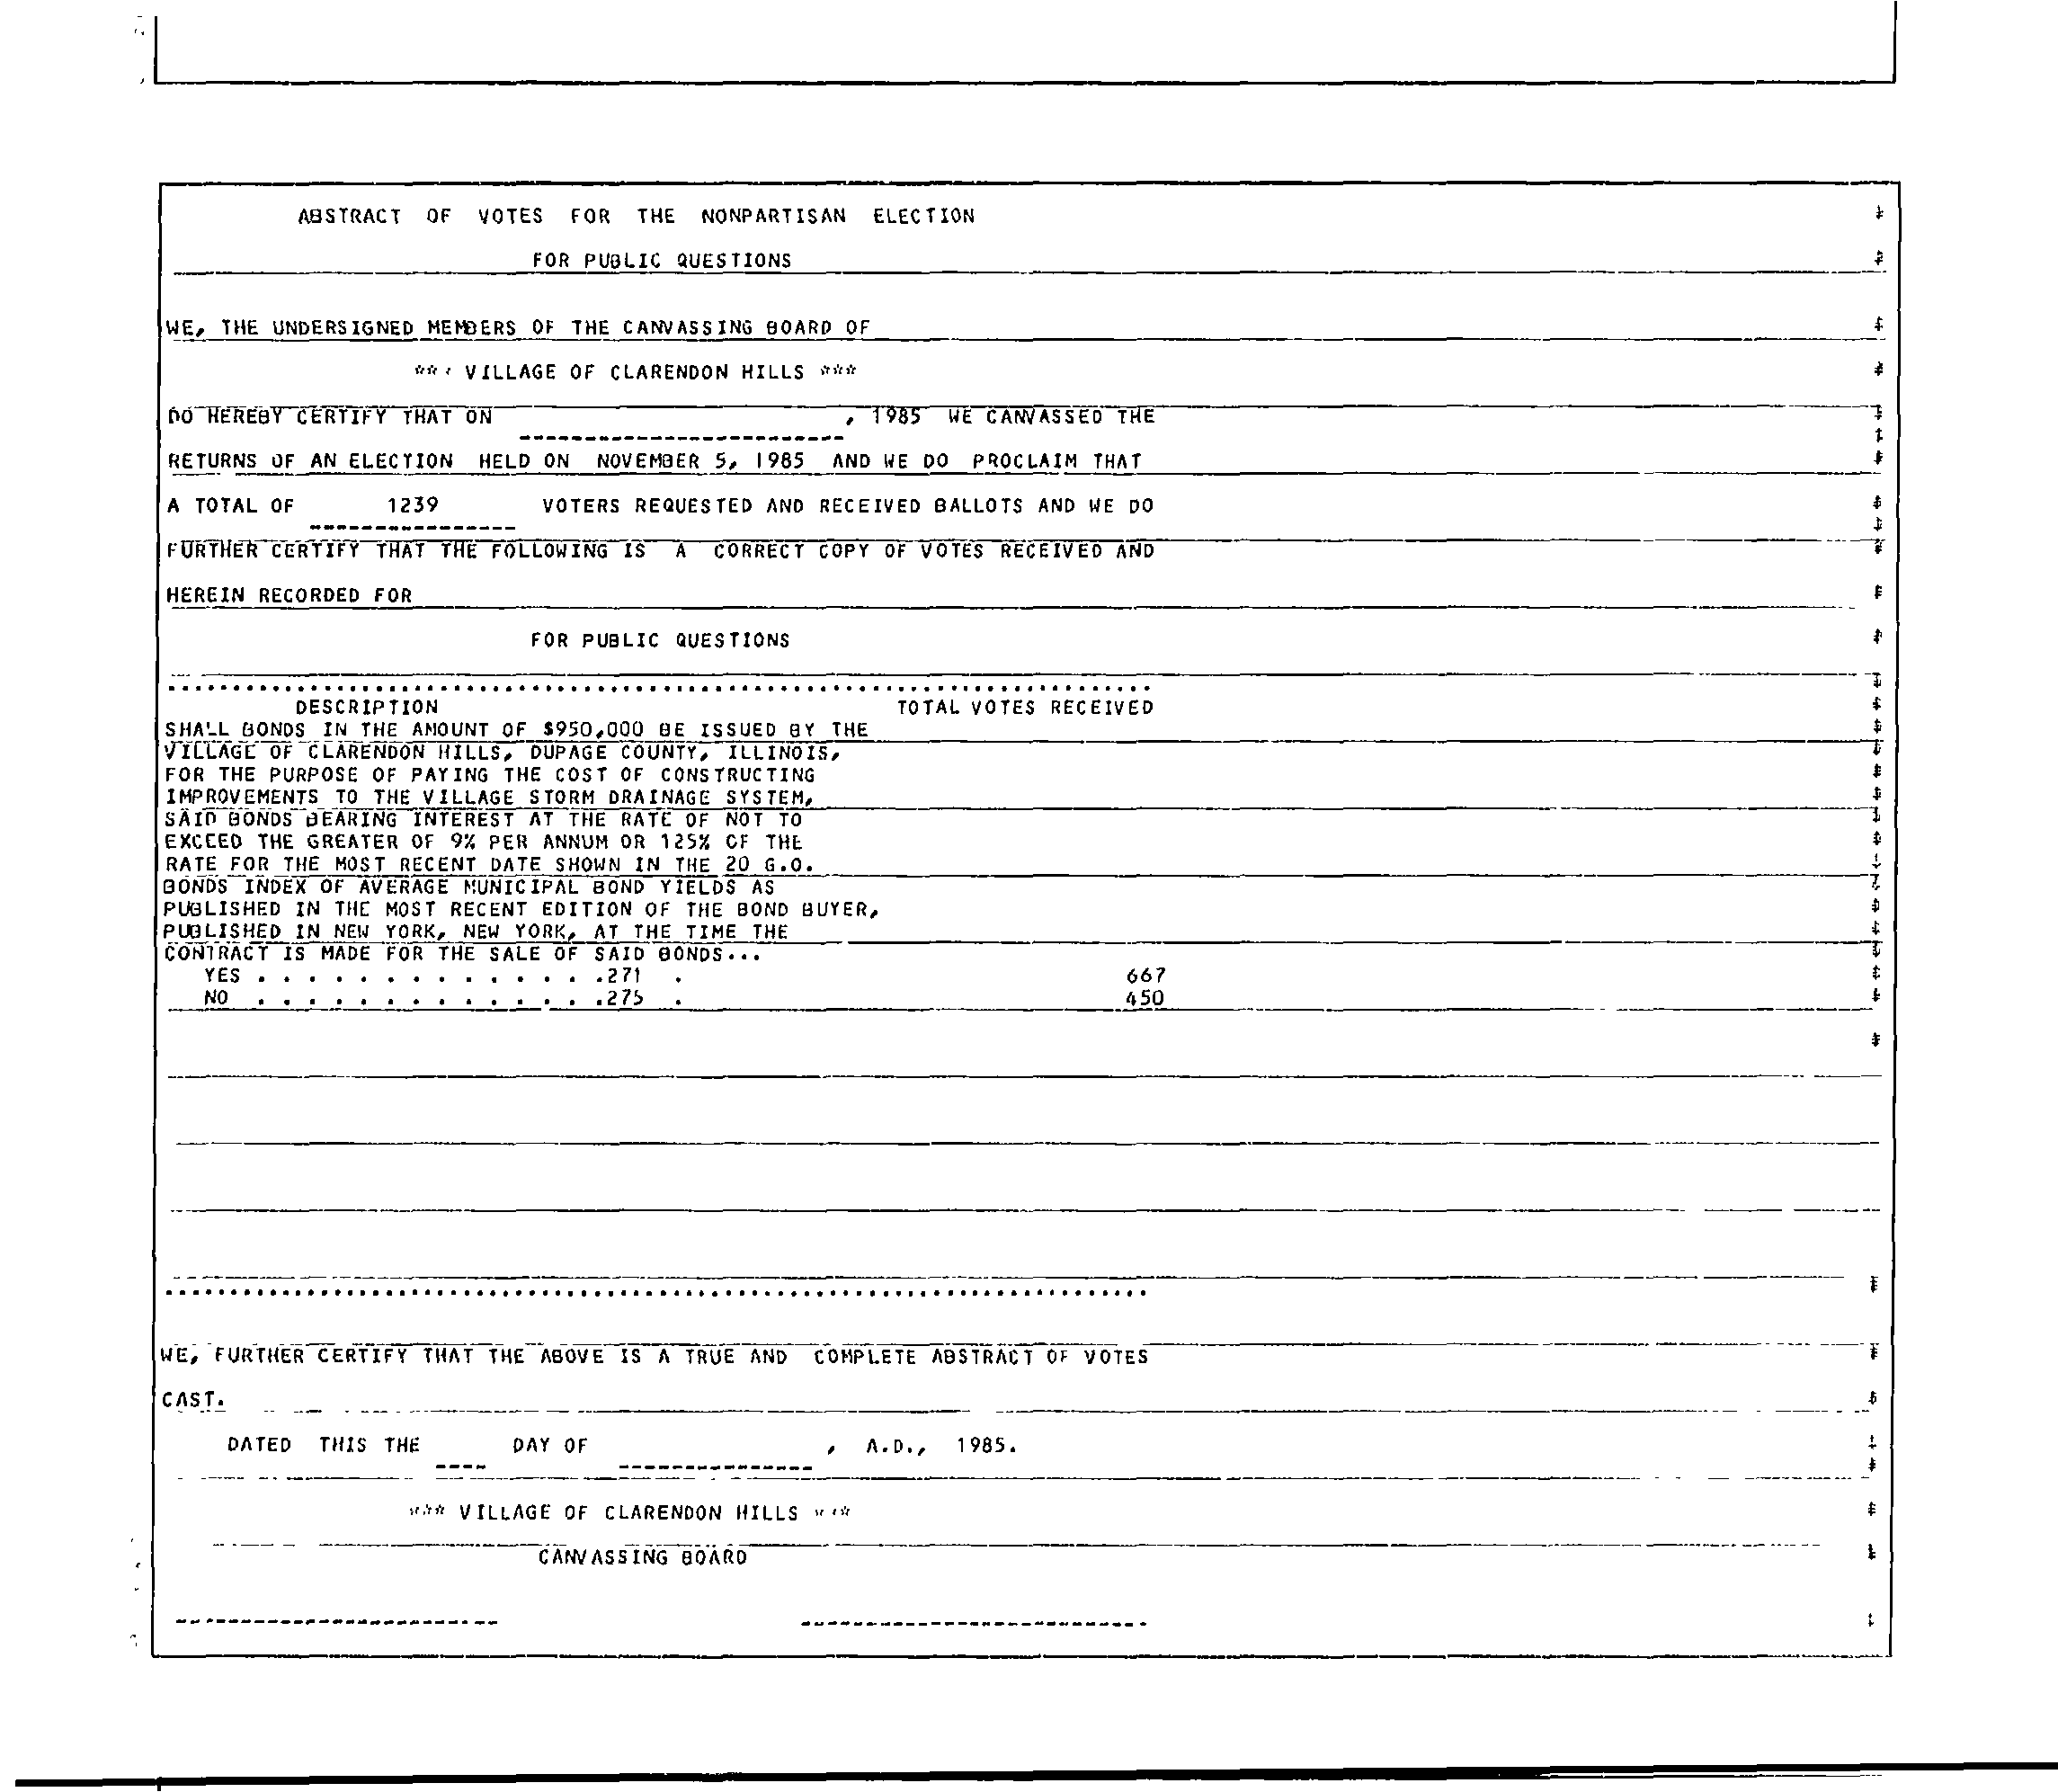 ABSTRACT OF VOTES FOR THE NONPARTISAN ELECTION
FOR PUBLIC QUESTIONS
WE, THE UNDERSIGNED MEMBERS OF THE CANVASSING BOARD OF
*** VILLAGE OF CLARENDON HILLS ***
DO HEREBY CERTIFY THAT ON , 1985 WE CANVASSED THE
RETURNS OF AN ELECTION HELD ON NOVEMBER 5, 1985 AND WE DO PROCLAIM THAT
A TOTAL OF 1239 VOTERS REQUESTED AND RECEIVED BALLOTS AND WE DO
FURTHER CERTIFY THAT THE FOLLOWING IS A CORRECT COPY OF VOTES RECEIVED AND
HEREIN RECORDED FOR
FOR PUBLIC QUESTIONS
DESCRIPTION TOTAL VOTES RECEIVED
SHALL BONDS IN THE AMOUNT OF $950,000 BE ISSUED BY THE
VILLAGE OF CLARENDON HILLS, DUPAGE COUNTY, ILLINOIS,
FOR THE PURPOSE OF PAYING THE COST OF CONSTRUCTING
IMPROVEMENTS TO THE VILLAGE STORM DRAINAGE SYSTEM,
SAID BONDS BEARING INTEREST AT THE RATE OF NOT TO
EXCEED THE GREATER OF 9% PER ANNUM OR 125% OF THE
RATE FOR THE MOST RECENT DATE SHOWN IN THE 20 G.O.
BONDS INDEX OF AVERAGE MUNICIPAL BOND YIELDS AS
PUBLISHED IN THE MOST RECENT EDITION OF THE BOND BUYER,
PUBLISHED IN NEW YORK, NEW YORK, AT THE TIME THE
CONTRACT IS MADE FOR THE SALE OF SAID BONDS...
YES . . . . . . . . . . . . . .271 . 667
NO . . . . . . . . . . . . . .275 . 450
WE, FURTHER CERTIFY THAT THE ABOVE IS A TRUE AND COMPLETE ABSTRACT OF VOTES
CAST.
DATED THIS THE ---- DAY OF , A.D., 1985.
*** VILLAGE OF CLARENDON HILLS ***
CANVASSING BOARD